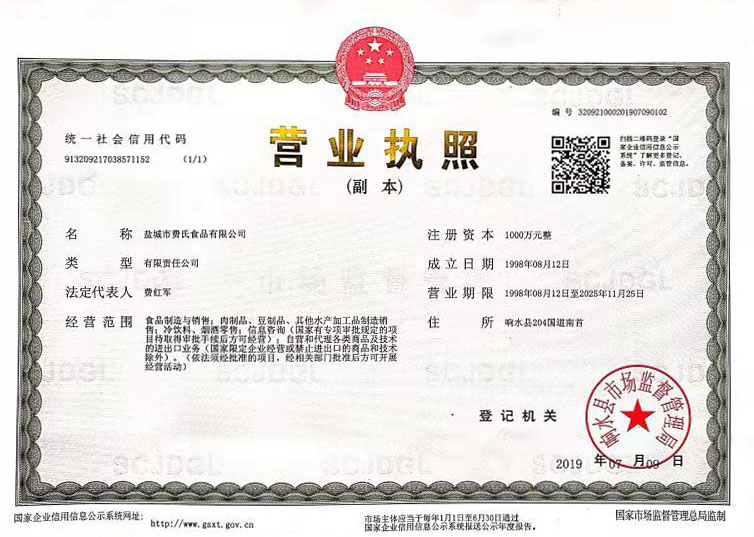 编 号 320921000201907090102
统一社会信用代码
913209217038571152 (1/1)
营业执照
(副 本)
扫描二维码登录“国
家企业信用信息公示
系统”了解更多登记、
备案、许可、监管信息。
名 称 盐城市费氏食品有限公司
类 型 有限责任公司
法定代表人 费红军
经营范围 食品制造与销售；肉制品、豆制品、其他水产加工品制造销
售；冷饮料、烟酒零售；信息咨询（国家有专项审批规定的项
目待取得审批手续后方可经营）；自营和代理各类商品及技术
的进出口业务（国家限定企业经营或禁止进出口的商品和技术
除外）。（依法须经批准的项目，经相关部门批准后方可开展
经营活动）
注册资本 1000万元整
成立日期 1998年08月12日
营业期限 1998年08月12日至2025年11月25日
住 所 响水县204国道南首
登记机关
响水县市场监督管理局
2019 年 07 月 09 日
国家企业信用信息公示系统网址: http://www.gsxt.gov.cn
市场主体应当于每年1月1日至6月30日通过
国家企业信用信息公示系统报送公示年度报告。
国家市场监督管理总局监制
SCJDGL